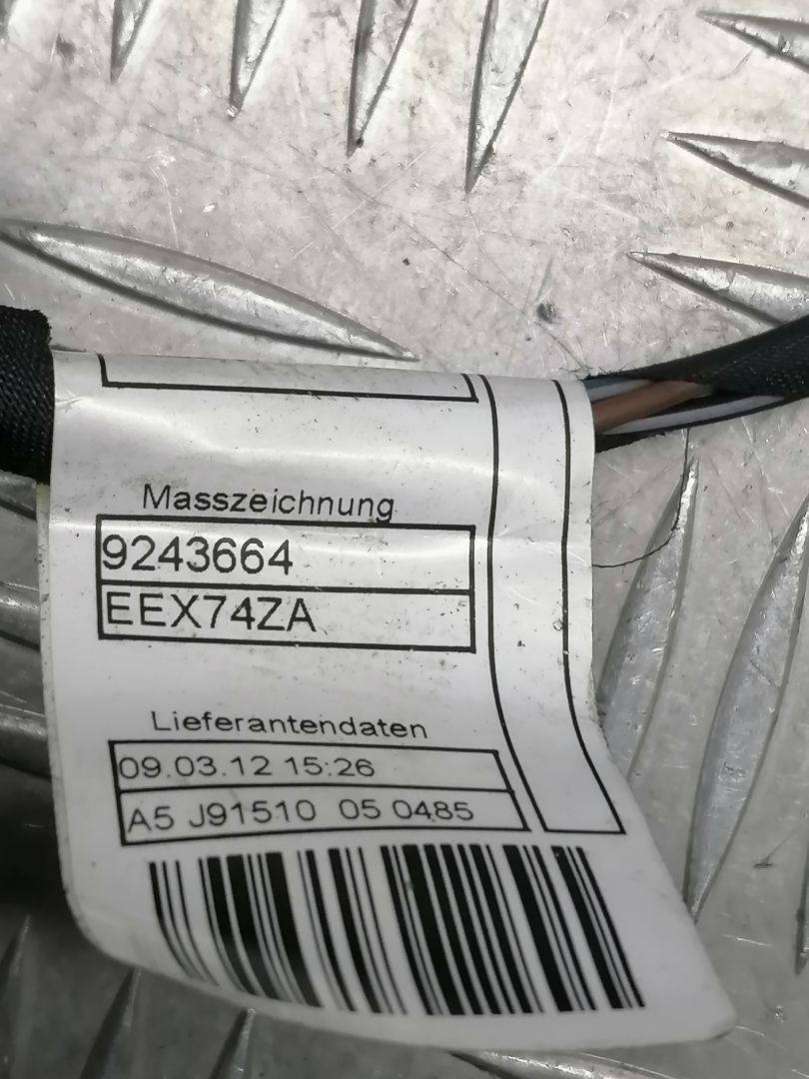 Masszeichnung
9243664
EEX74ZA
Lieferantendaten
09.03.12 15:26
A5 J91510 05 0485